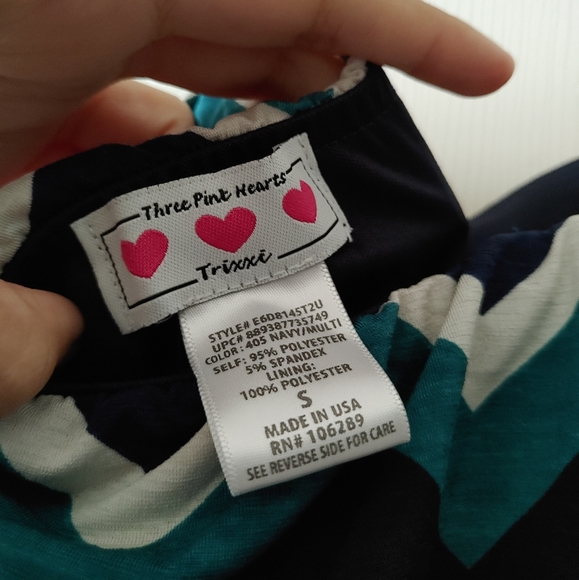 Three Pink Hearts
Trixxi
STYLE# E6D8145T2U
UPC# 889387735749
COLOR: 405 NAVY/MULTI
SELF: 95% POLYESTER
5% SPANDEX
LINING:
100% POLYESTER
S
MADE IN USA
RN# 106289
SEE REVERSE SIDE FOR CARE